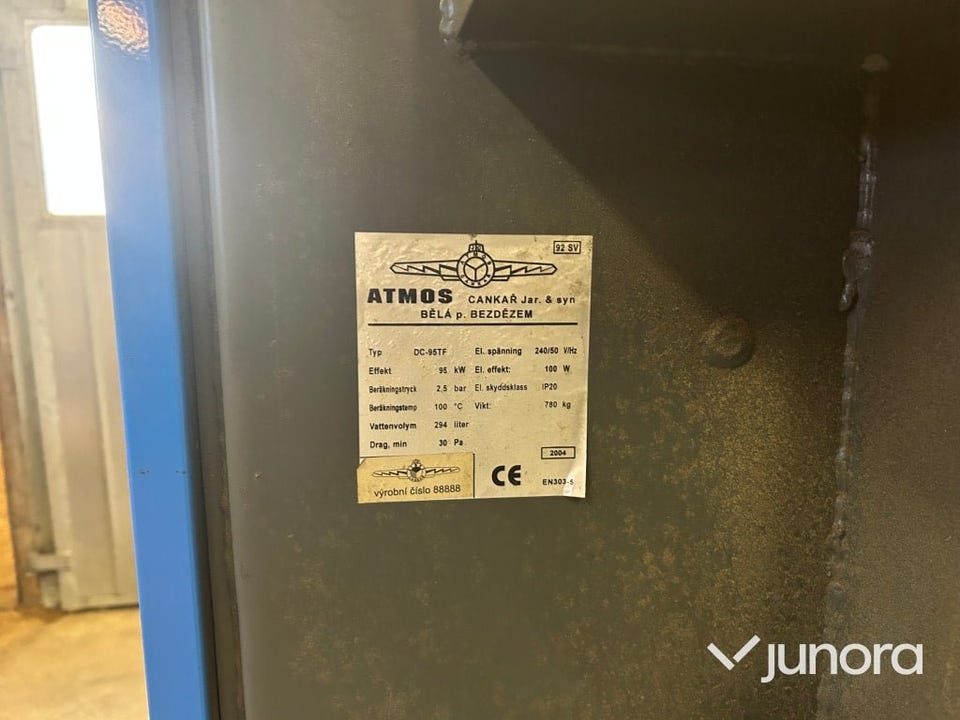 92 SV
ATMOS
CANKAŘ
ATMOS CANKAŘ Jar. & syn
BĚLÁ p. BEZDĚZEM
Typ DC-95TF El. spänning 240/50 V/Hz
Effekt 95 kW El. effekt: 100 W
Beräkningstryck 2,5 bar El. skyddsklass IP20
Beräkningstemp 100 °C Vikt: 780 kg
Vattenvolym 294 liter
Drag, min 30 Pa
2004
výrobní číslo 88888
CE EN303-5
junora